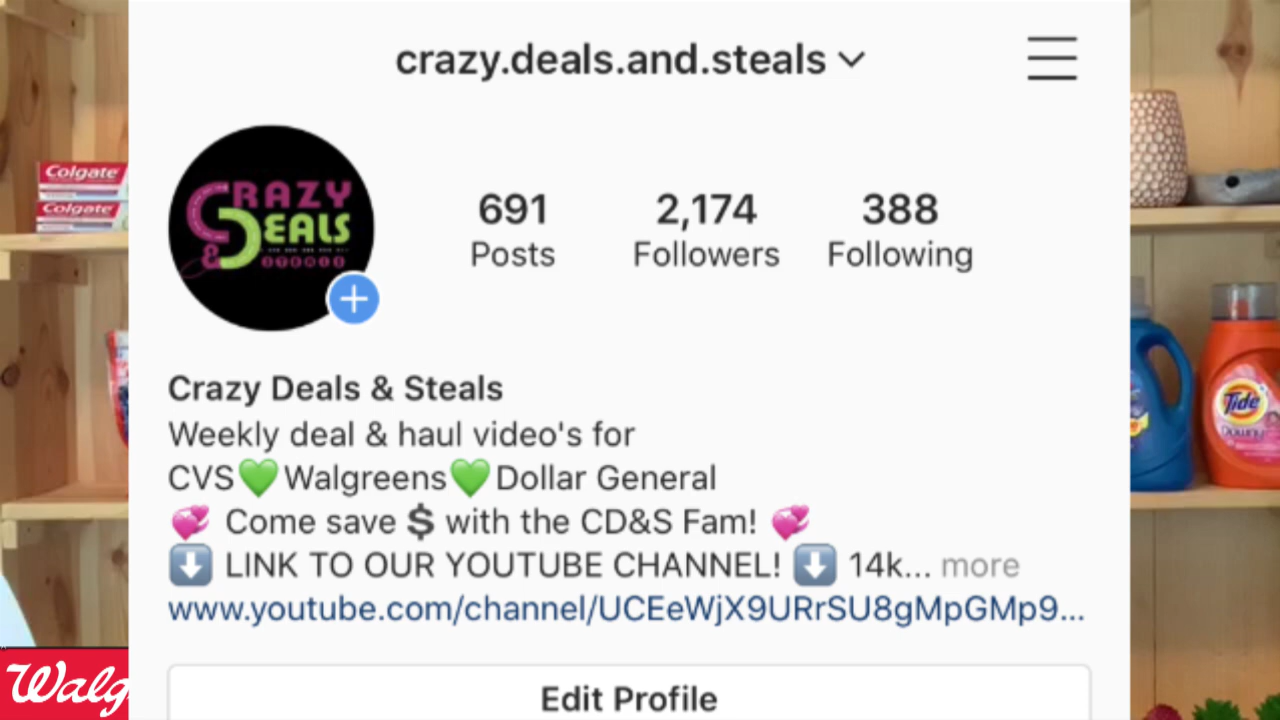 crazy.deals.and.steals
CRAZY
DEALS
&
691
Posts
2,174
Followers
388
Following
Crazy Deals & Steals
Weekly deal & haul video's for
CVS💚Walgreens💚Dollar General
💞 Come save 💲 with the CD&S Fam! 💞
⬇️ LINK TO OUR YOUTUBE CHANNEL! ⬇️ 14k... more
www.youtube.com/channel/UCEeWjX9URrSU8gMpGMp9...
Edit Profile
Colgate
Colgate
Tide
Downy
Walg